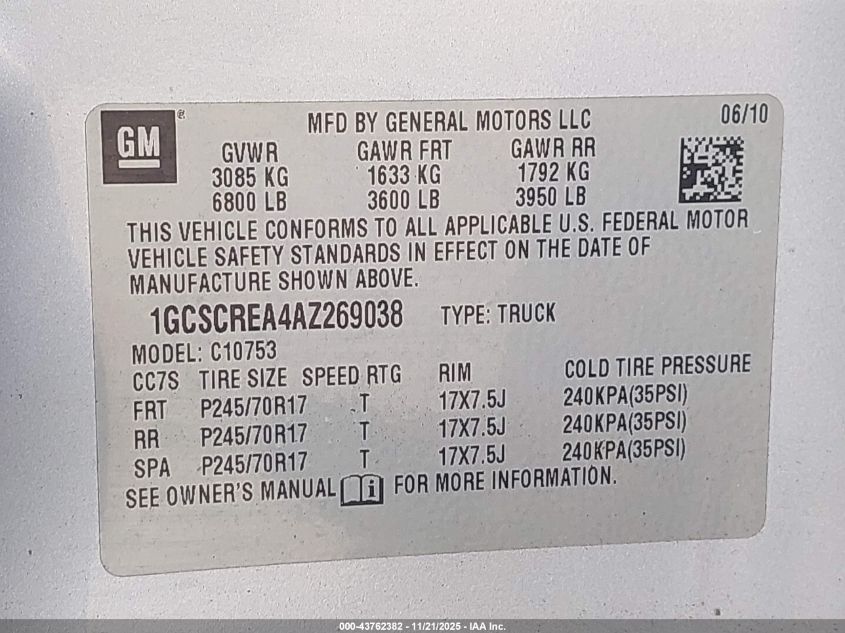 GM ®
MFD BY GENERAL MOTORS LLC 06/10
GVWR GAWR FRT GAWR RR
3085 KG 1633 KG 1792 KG
6800 LB 3600 LB 3950 LB
THIS VEHICLE CONFORMS TO ALL APPLICABLE U.S. FEDERAL MOTOR
VEHICLE SAFETY STANDARDS IN EFFECT ON THE DATE OF
MANUFACTURE SHOWN ABOVE.
1GCSCREA4AZ269038 TYPE: TRUCK
MODEL: C10753
CC7S TIRE SIZE SPEED RTG RIM COLD TIRE PRESSURE
FRT P245/70R17 T 17X7.5J 240KPA(35PSI)
RR P245/70R17 T 17X7.5J 240KPA(35PSI)
SPA P245/70R17 T 17X7.5J 240KPA(35PSI)
SEE OWNER'S MANUAL i FOR MORE INFORMATION.
000-43762382 - 11/21/2025 - IAA Inc.